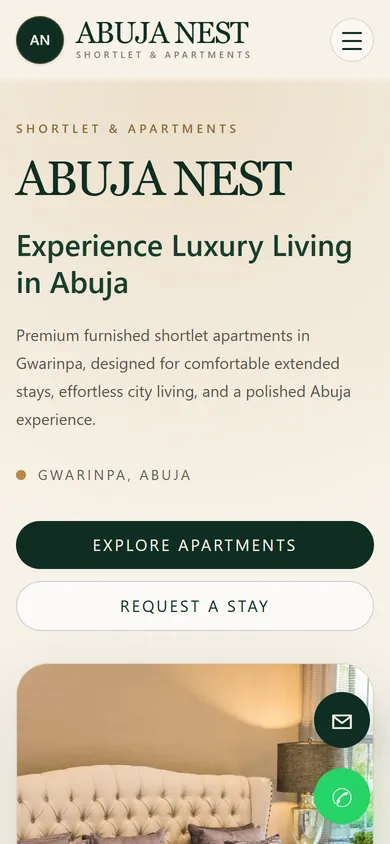 AN
ABUJA NEST
SHORTLET & APARTMENTS
SHORTLET & APARTMENTS
ABUJA NEST
Experience Luxury Living
in Abuja
Premium furnished shortlet apartments in
Gwarinpa, designed for comfortable extended
stays, effortless city living, and a polished Abuja
experience.
GWARINPA, ABUJA
EXPLORE APARTMENTS
REQUEST A STAY